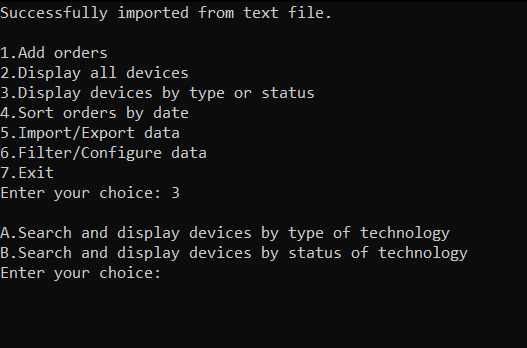 Successfully imported from text file.
1.Add orders
2.Display all devices
3.Display devices by type or status
4.Sort orders by date
5.Import/Export data
6.Filter/Configure data
7.Exit
Enter your choice: 3
A.Search and display devices by type of technology
B.Search and display devices by status of technology
Enter your choice: